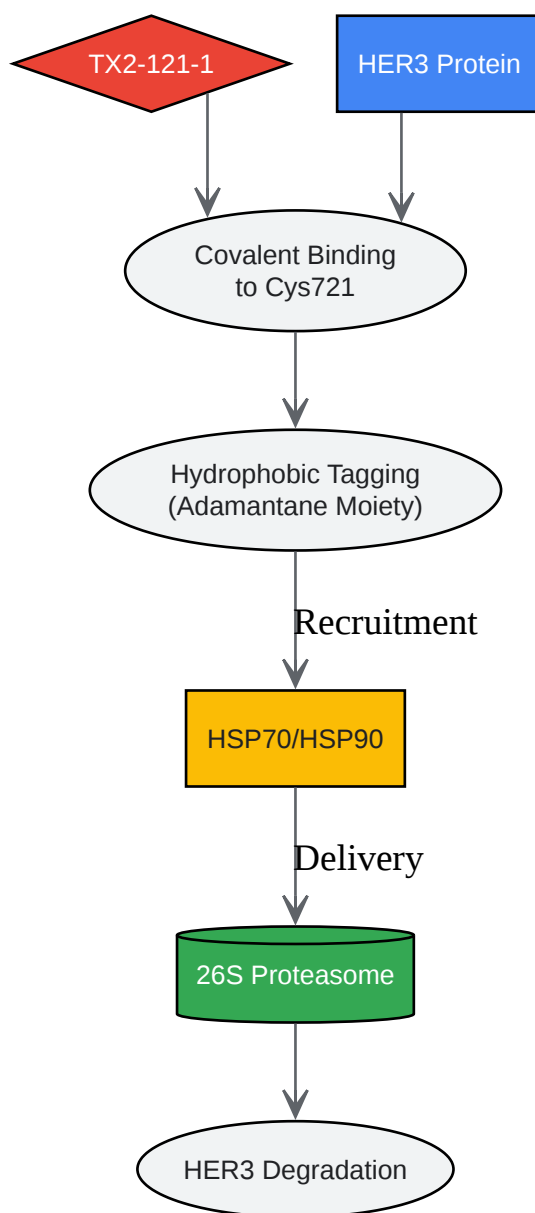 TX2-121-1
HER3 Protein
Covalent Binding
to Cys721
Hydrophobic Tagging
(Adamantane Moiety)
Recruitment
HSP70/HSP90
Delivery
26S Proteasome
HER3 Degradation